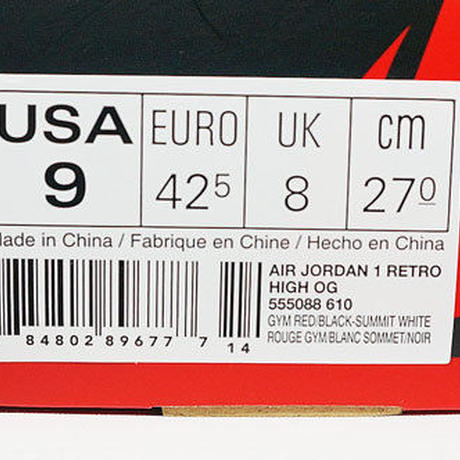 USA EURO UK cm
9 42 5 8 27 0
Made in China / Fabrique en Chine / Hecho en China
AIR JORDAN 1 RETRO
HIGH OG
555088 610
GYM RED/BLACK-SUMMIT WHITE
ROUGE GYM/BLANC SOMMET/NOIR
84802 89677 7 14